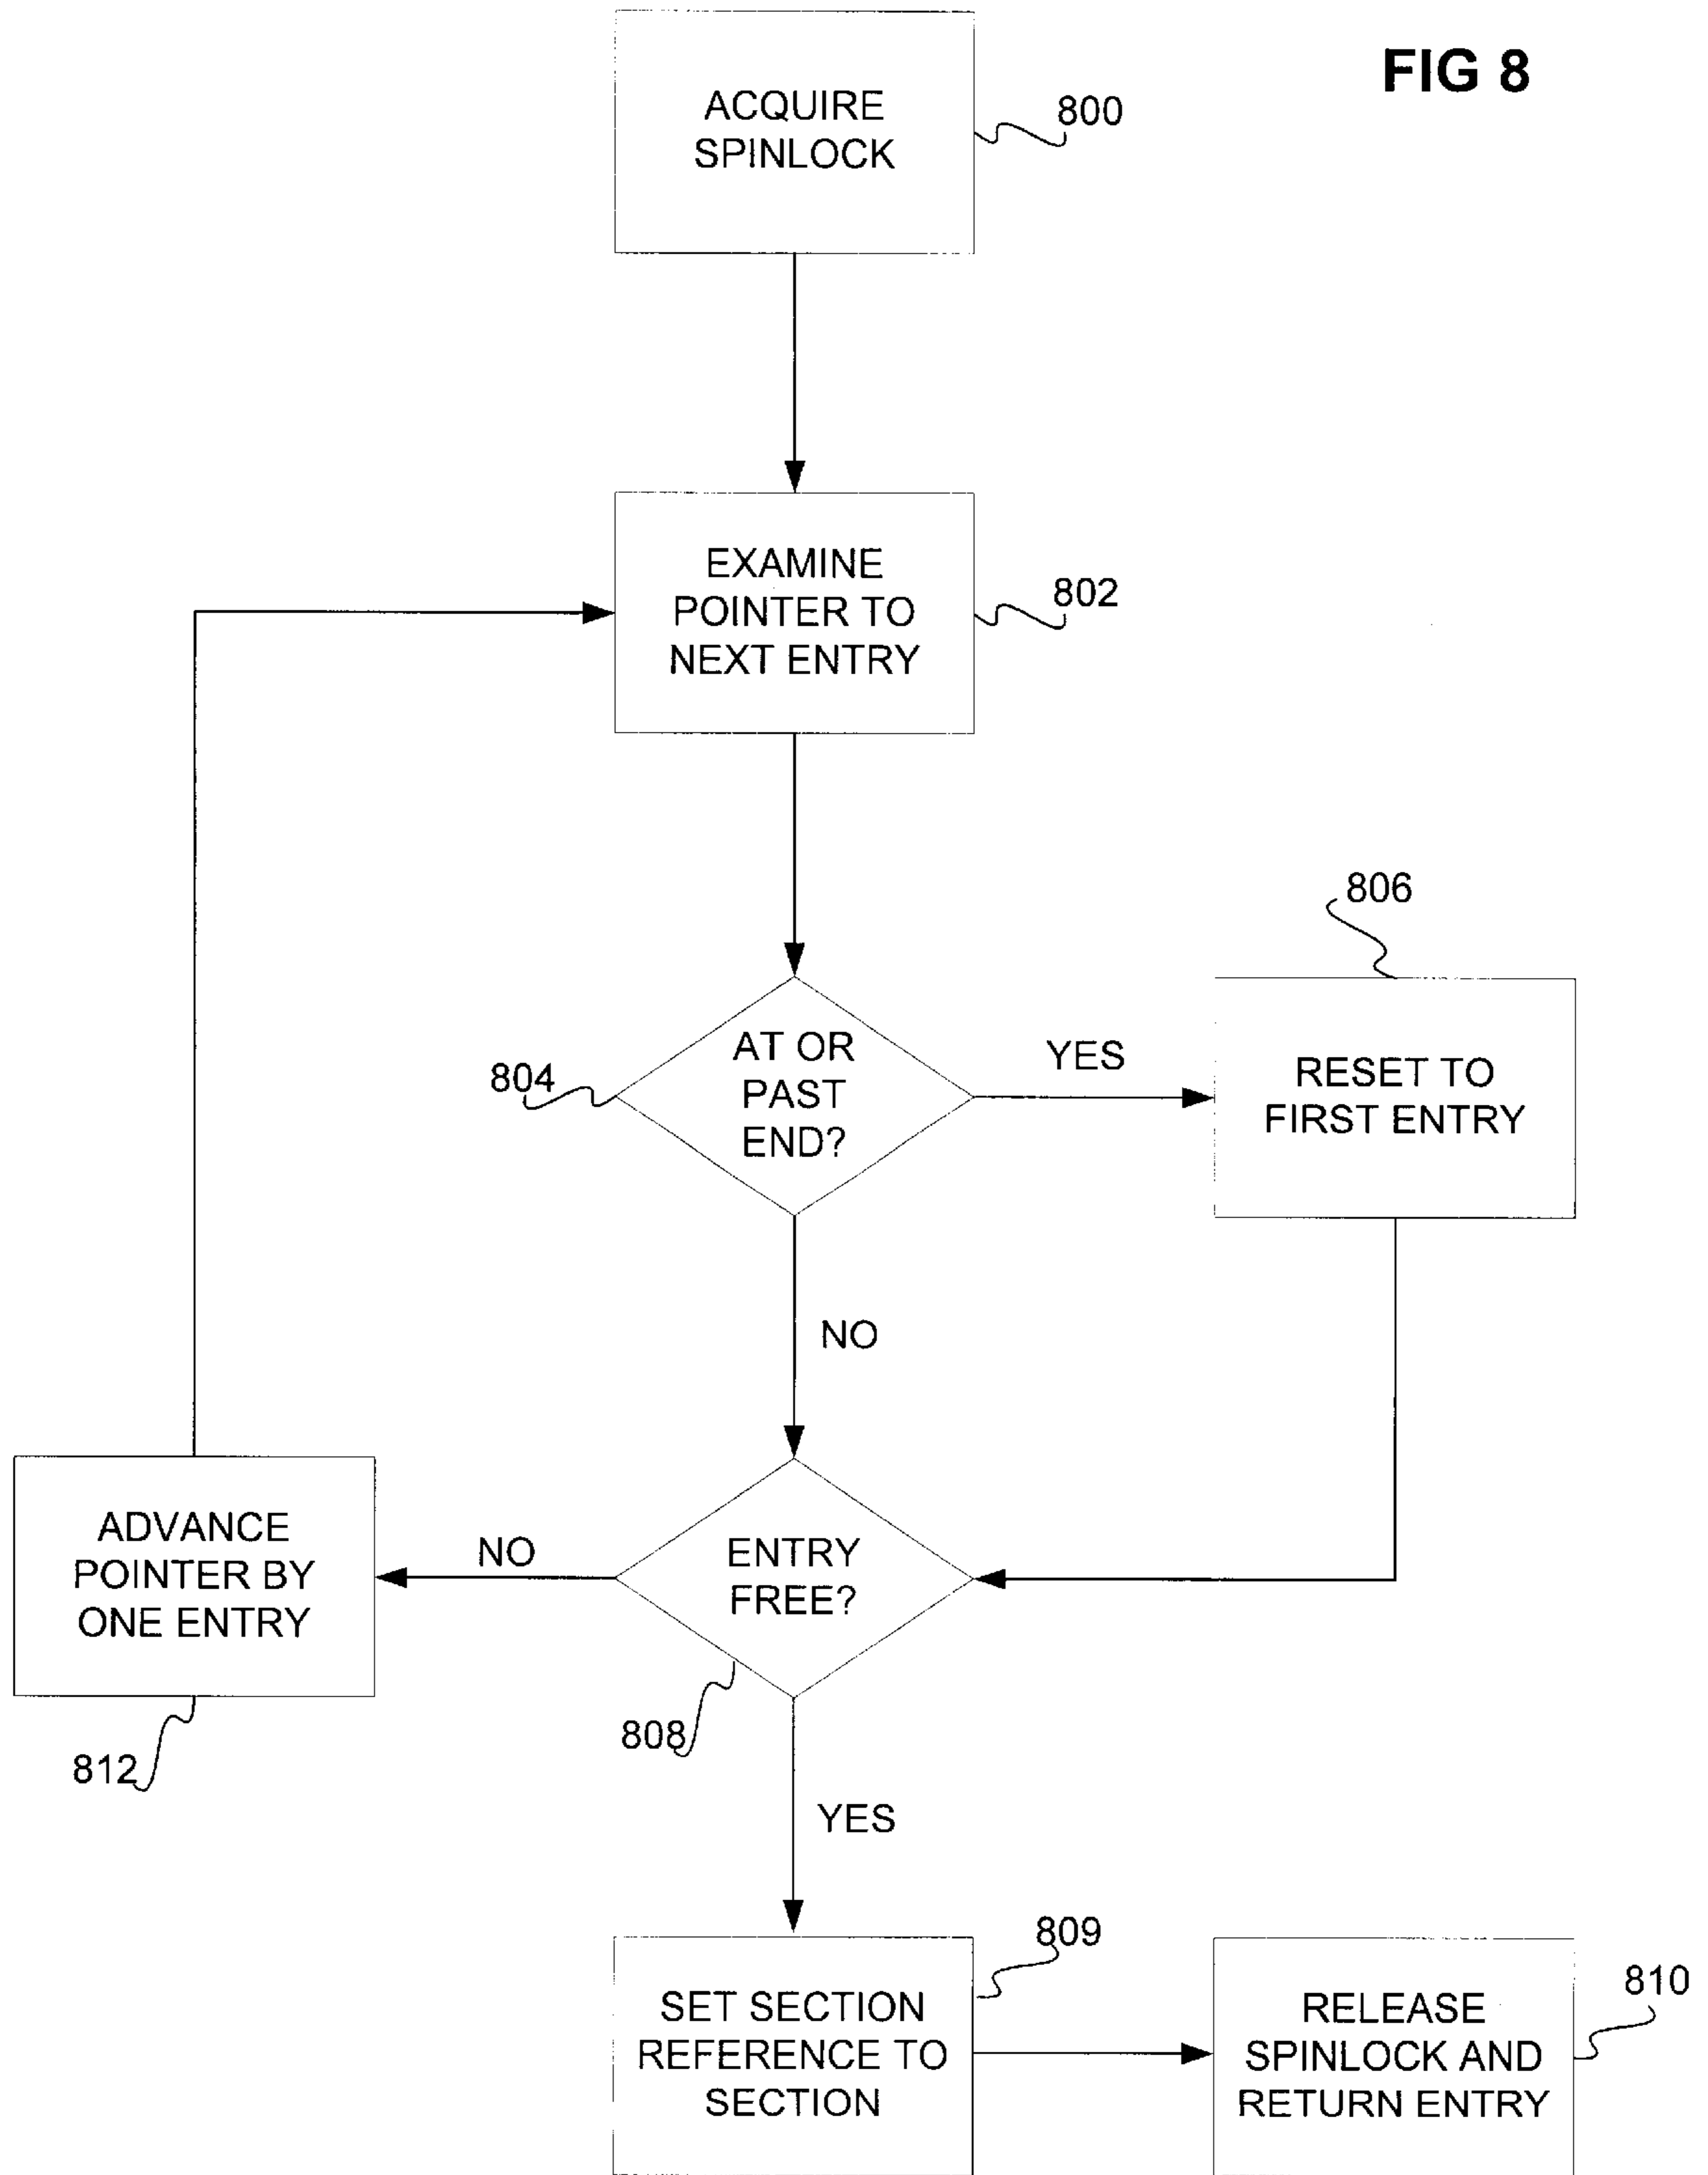 FIG 8
ACQUIRE
SPINLOCK
800
EXAMINE
POINTER TO
NEXT ENTRY
802
806
AT OR
PAST
END?
804
YES
RESET TO
FIRST ENTRY
NO
ADVANCE
POINTER BY
ONE ENTRY
NO
ENTRY
FREE?
808
812
YES
809
SET SECTION
REFERENCE TO
SECTION
810
RELEASE
SPINLOCK AND
RETURN ENTRY